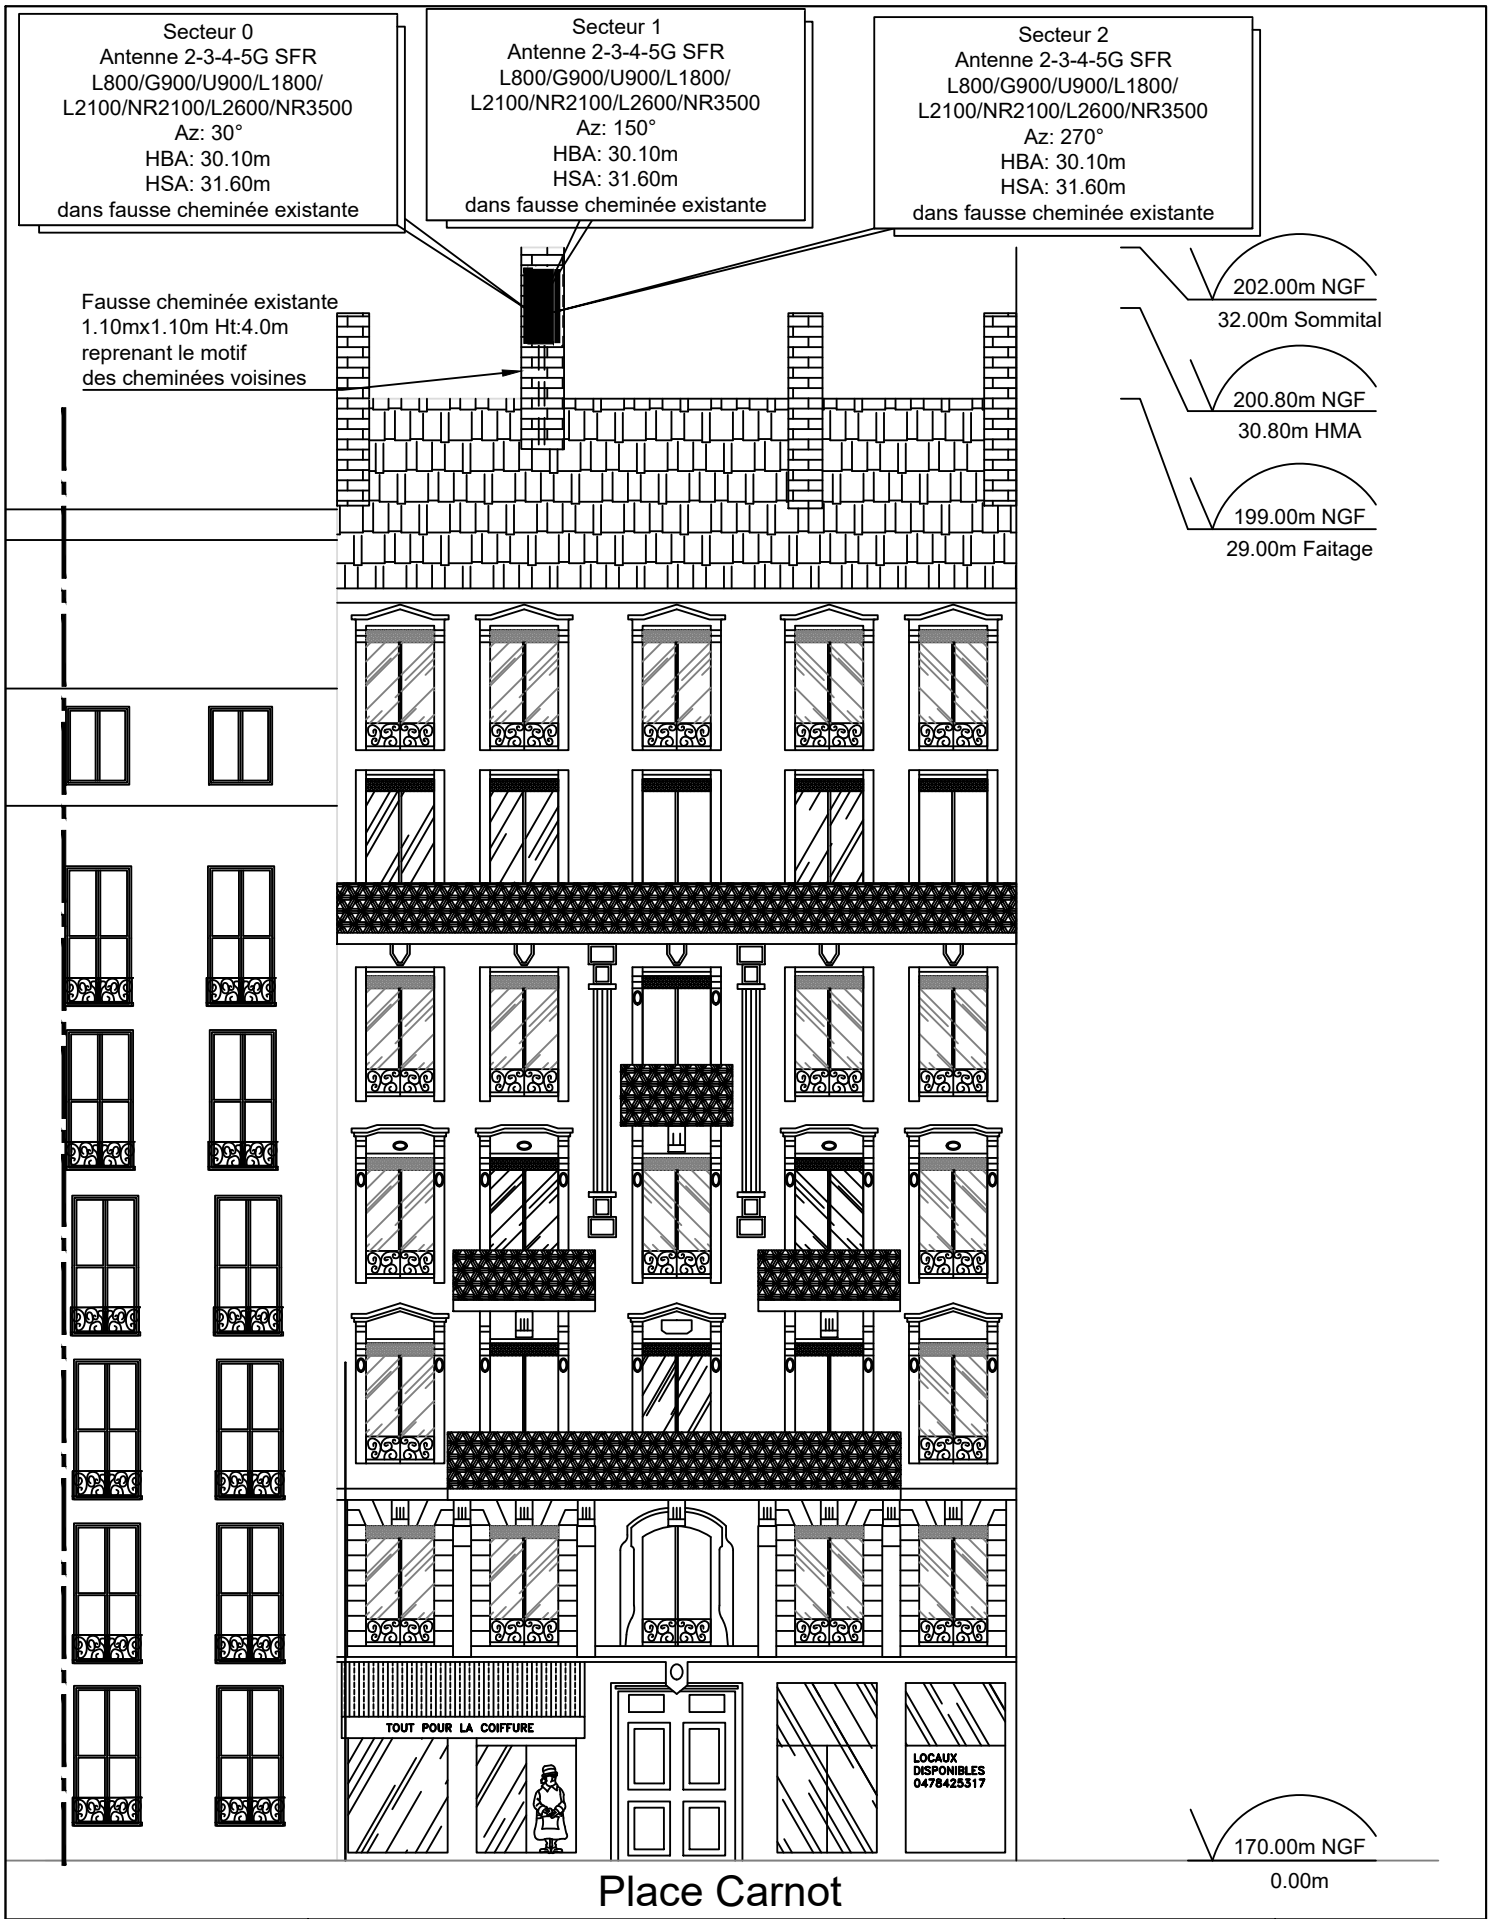 Secteur 0
Antenne 2-3-4-5G SFR
L800/G900/U900/L1800/
L2100/NR2100/L2600/NR3500
Az: 30°
HBA: 30.10m
HSA: 31.60m
dans fausse cheminée existante
Secteur 1
Antenne 2-3-4-5G SFR
L800/G900/U900/L1800/
L2100/NR2100/L2600/NR3500
Az: 150°
HBA: 30.10m
HSA: 31.60m
dans fausse cheminée existante
Secteur 2
Antenne 2-3-4-5G SFR
L800/G900/U900/L1800/
L2100/NR2100/L2600/NR3500
Az: 270°
HBA: 30.10m
HSA: 31.60m
dans fausse cheminée existante
Fausse cheminée existante
1.10mx1.10m Ht:4.0m
reprenant le motif
des cheminées voisines
202.00m NGF
32.00m Sommital
200.80m NGF
30.80m HMA
199.00m NGF
29.00m Faitage
TOUT POUR LA COIFFURE
LOCAUX
DISPONIBLES
0478425317
170.00m NGF
0.00m
Place Carnot